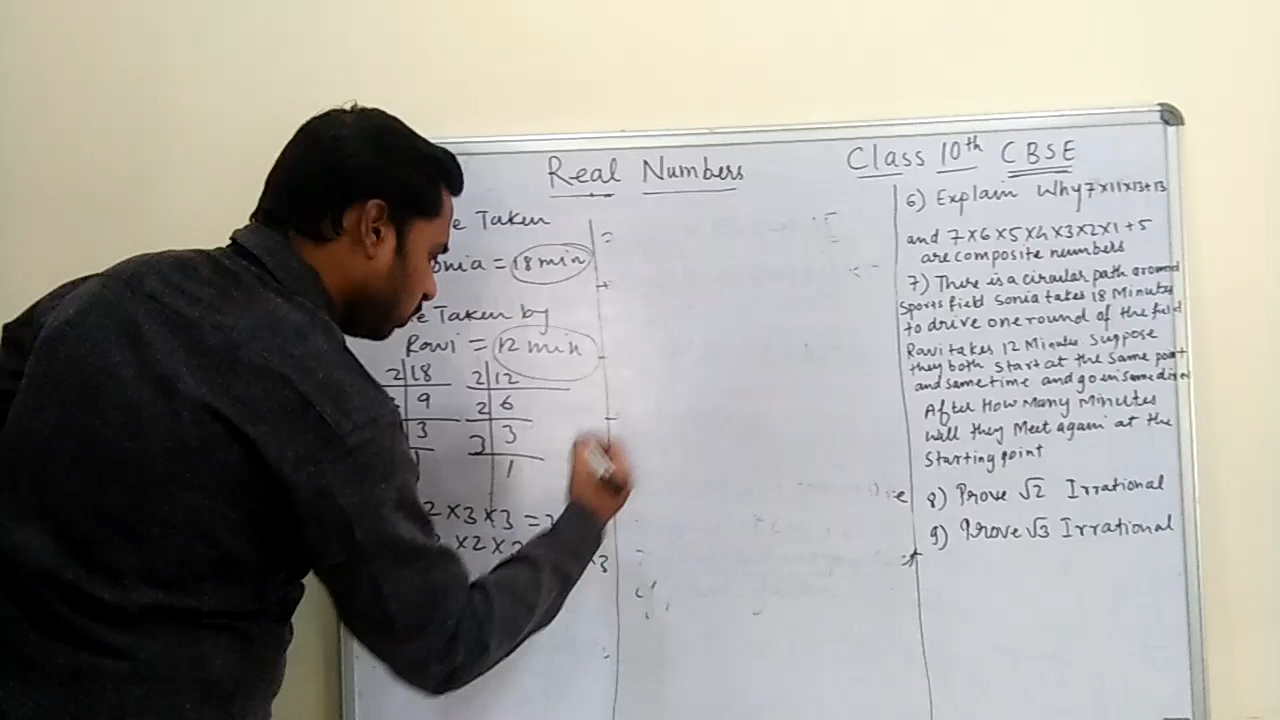 Real Numbers
Class 10th CBSE
Taken
= 18 min
Taken by
Ravi = 12 min
2 18 2 12
9 2 6
3 3 3
1 1
2 × 3 × 3 =
× 2 ×
× 3
6) Explain Why 7×11×13+13
and 7×6×5×4×3×2×1+5
are composite numbers
7) There is a circular path around
Sports field Sonia takes 18 Minutes
to drive one round of the field
Ravi takes 12 Minutes Suppose
they both start at the same point
and same time and go in same
After How Many Minutes
will they Meet again at the
Starting point
8) Prove √2 Irrational
9) Prove √3 Irrational